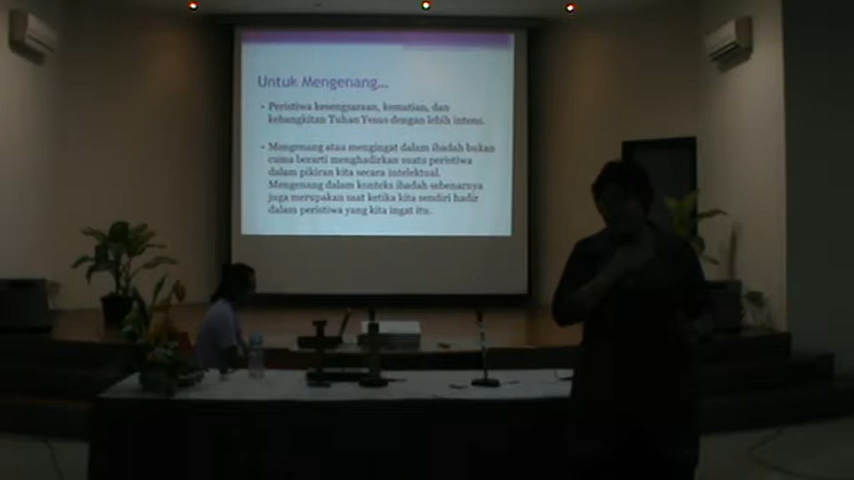 Untuk Mengenang...
• Peristiwa kesengsaraan, kematian, dan
kebangkitan Tuhan Yesus dengan lebih intens.
• Mengenang atau mengingat dalam ibadah bukan
cuma berarti menghadirkan suatu peristiwa
dalam pikiran kita secara intelektual.
Mengenang dalam konteks ibadah sebenarnya
juga merupakan saat ketika kita sendiri hadir
dalam peristiwa yang kita ingat itu.